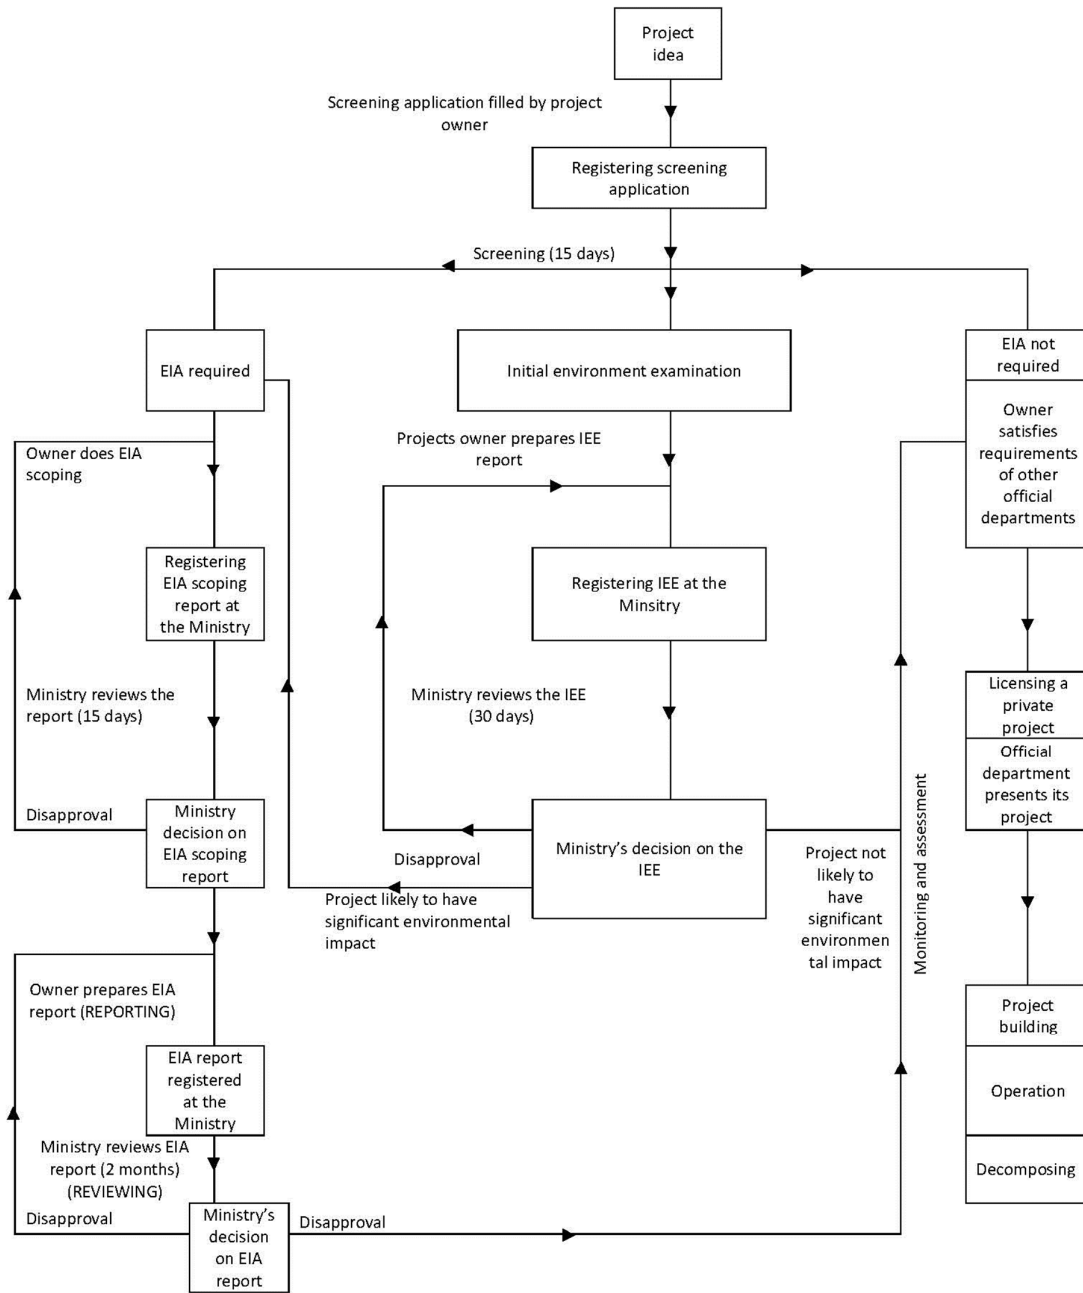 Project
idea
Screening application filled by project
owner
Registering screening
application
Screening (15 days)
EIA required
Initial environment examination
EIA not
required
Owner
satisfies
requirements
of other
official
departments
Projects owner prepares IEE
report
Owner does EIA
scoping
Registering
EIA scoping
report at
the Ministry
Registering IEE at the
Minsitry
Ministry reviews the
report (15 days)
Ministry reviews the IEE
(30 days)
Licensing a
private
project
Official
department
presents its
project
Disapproval
Ministry
decision on
EIA scoping
report
Disapproval
Ministry's decision on the
IEE
Project likely to have
significant environmental
impact
Project not
likely to
have
significant
environmen
tal impact
Monitoring and assessment
Owner prepares EIA
report (REPORTING)
EIA report
registered
at the
Ministry
Project
building
Operation
Decomposing
Ministry reviews EIA
report (2 months)
(REVIEWING)
Disapproval
Ministry's
decision
on EIA
report
Disapproval